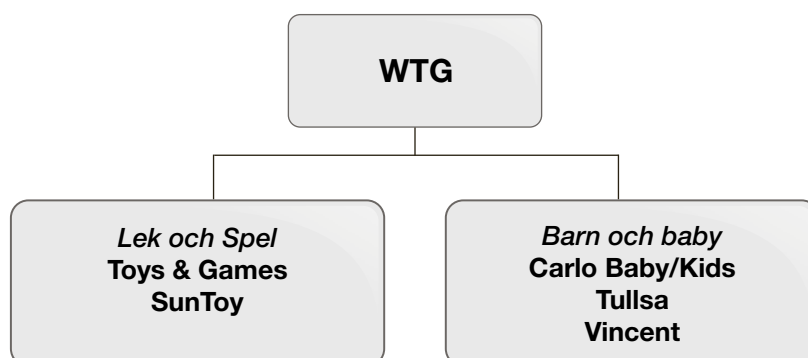 WTG
Lek och Spel
Toys & Games
SunToy
Barn och baby
Carlo Baby/Kids
Tullsa
Vincent